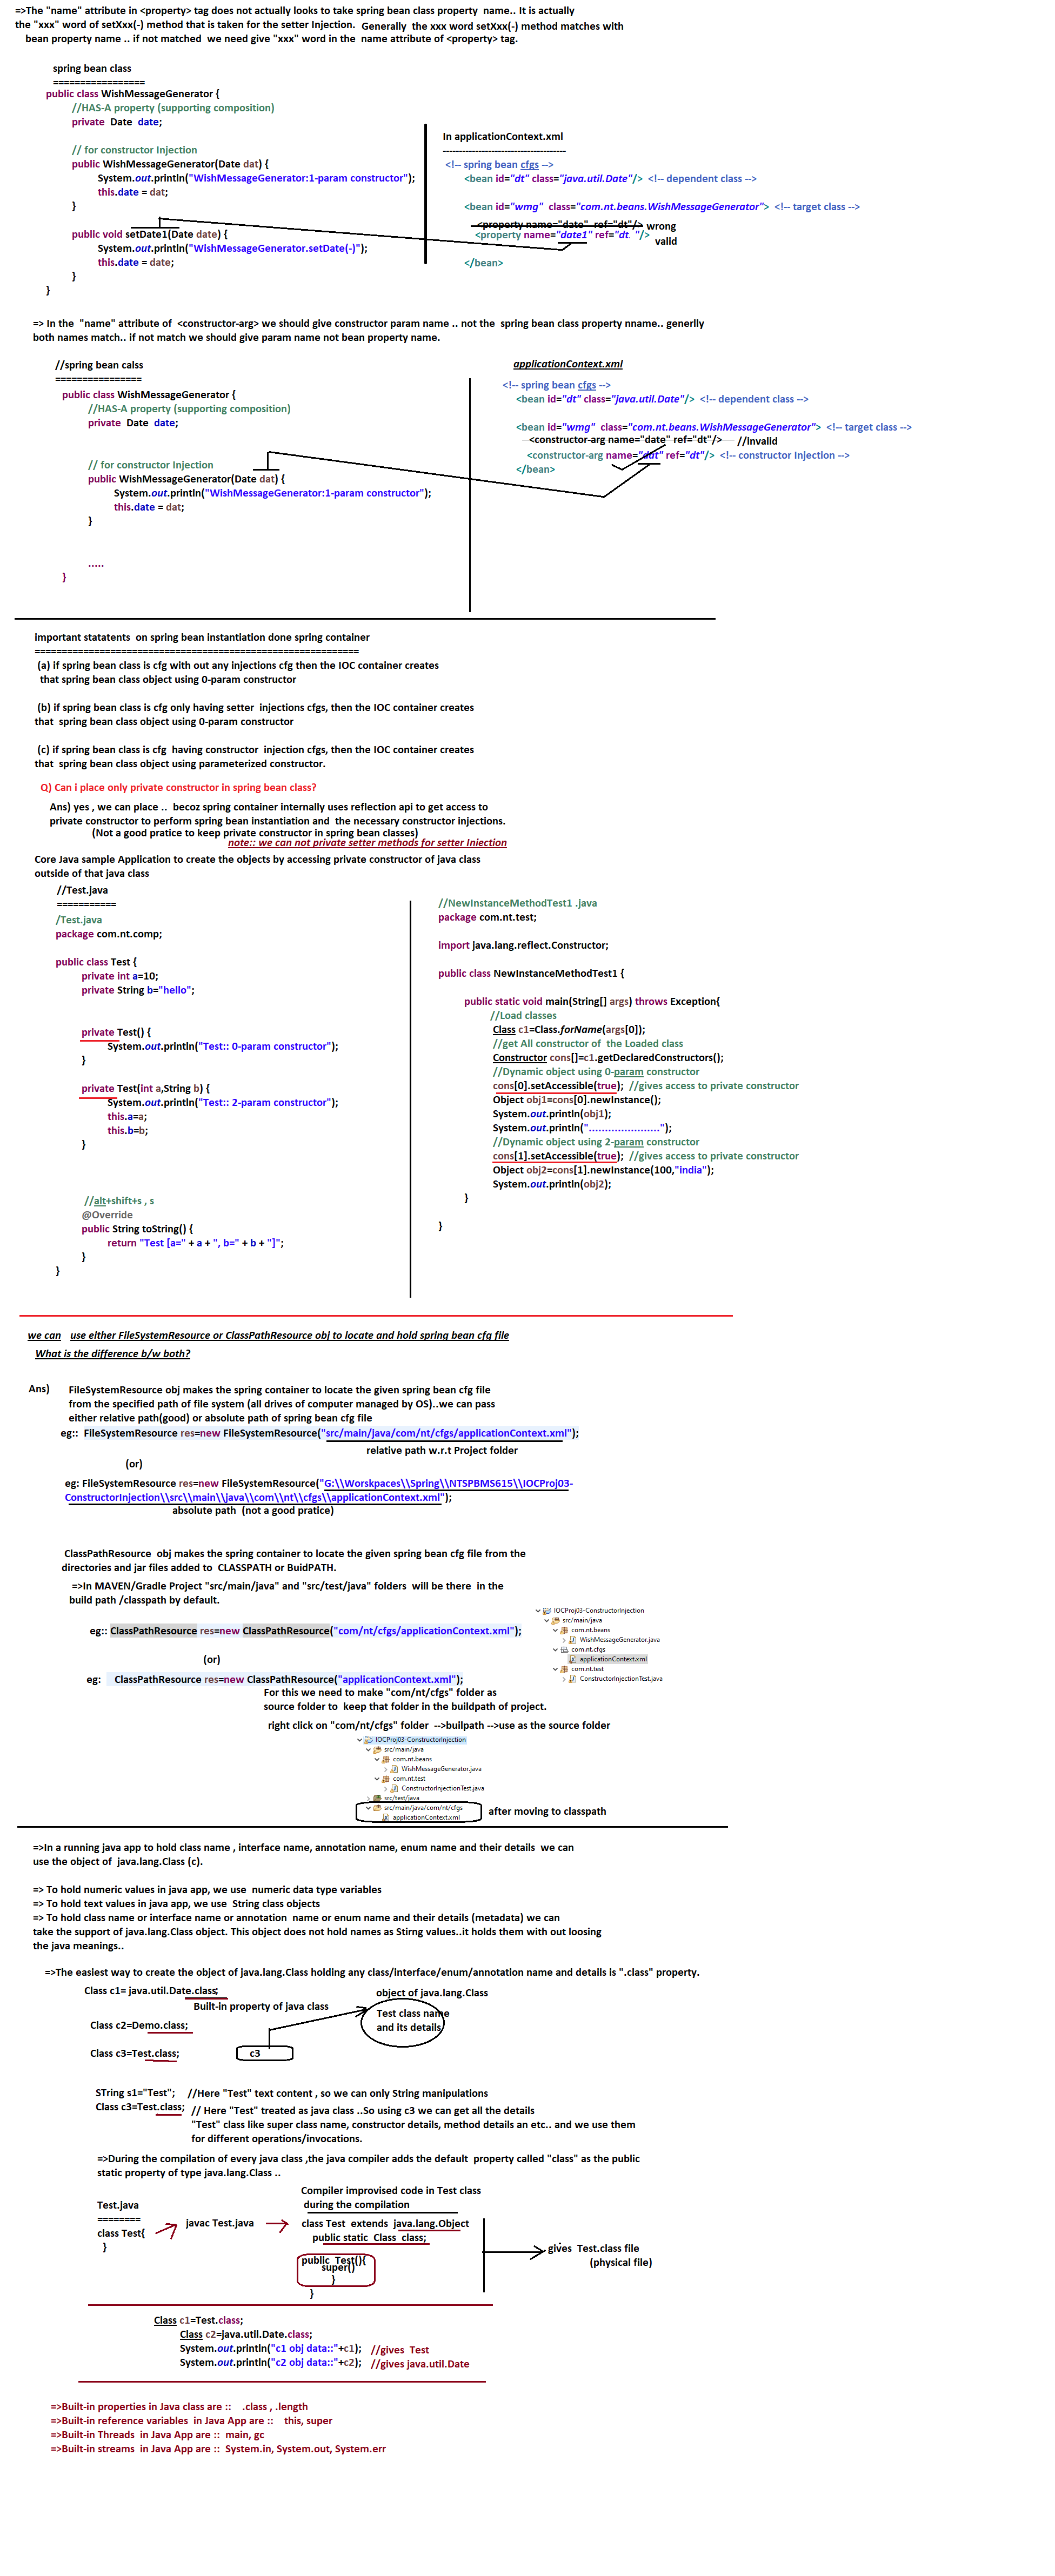 =>The "name" attribute in <property> tag does not actually looks to take spring bean class property  name.. It is actually
the "xxx" word of setXxx(-) method that is taken for the setter Injection.  Generally  the xxx word setXxx(-) method matches with
bean property name .. if not matched  we need give "xxx" word in the  name attribute of <property> tag.
spring bean class
=================
public class WishMessageGenerator {
//HAS-A property (supporting composition)
private  Date  date;
// for constructor Injection
public WishMessageGenerator(Date dat) {
System.out.println("WishMessageGenerator:1-param constructor");
this.date = dat;
}
public void setDate1(Date date) {
System.out.println("WishMessageGenerator.setDate(-)");
this.date = date;
}
}
In applicationContext.xml
--------------------------------------
<!-- spring bean cfgs -->
<bean id="dt" class="java.util.Date"/>  <!-- dependent class -->
<bean id="wmg"  class="com.nt.beans.WishMessageGenerator">  <!-- target class -->
<property name="date"  ref="dt"/> wrong
<property name="date1" ref="dt  "/>
valid
</bean>
=> In the  "name" attribute of  <constructor-arg> we should give constructor param name .. not the  spring bean class property nname.. generlly
both names match.. if not match we should give param name not bean property name.
//spring bean calss
================
public class WishMessageGenerator {
//HAS-A property (supporting composition)
private  Date  date;
// for constructor Injection
public WishMessageGenerator(Date dat) {
System.out.println("WishMessageGenerator:1-param constructor");
this.date = dat;
}
.....
}
applicationContext.xml
<!-- spring bean cfgs -->
<bean id="dt" class="java.util.Date"/>  <!-- dependent class -->
<bean id="wmg"  class="com.nt.beans.WishMessageGenerator">  <!-- target class -->
<constructor-arg name="date" ref="dt"/>     //invalid
<constructor-arg name="dat" ref="dt"/>  <!-- constructor Injection -->
</bean>
important statatents  on spring bean instantiation done spring container
============================================================
(a) if spring bean class is cfg with out any injections cfg then the IOC container creates
that spring bean class object using 0-param constructor
(b) if spring bean class is cfg only having setter  injections cfgs, then the IOC container creates
that  spring bean class object using 0-param constructor
(c) if spring bean class is cfg  having constructor  injection cfgs, then the IOC container creates
that  spring bean class object using parameterized constructor.
Q) Can i place only private constructor in spring bean class?
Ans) yes , we can place ..  becoz spring container internally uses reflection api to get access to
private constructor to perform spring bean instantiation and  the necessary constructor injections.
(Not a good pratice to keep private constructor in spring bean classes)
note:: we can not private setter methods for setter Iniection
Core Java sample Application to create the objects by accessing private constructor of java class
outside of that java class
//Test.java
===========
/Test.java
package com.nt.comp;
public class Test {
private int a=10;
private String b="hello";
private Test() {
System.out.println("Test:: 0-param constructor");
}
private Test(int a,String b) {
System.out.println("Test:: 2-param constructor");
this.a=a;
this.b=b;
}
//alt+shift+s , s
@Override
public String toString() {
return "Test [a=" + a + ", b=" + b + "]";
}
}
//NewInstanceMethodTest1 .java
package com.nt.test;
import java.lang.reflect.Constructor;
public class NewInstanceMethodTest1 {
public static void main(String[] args) throws Exception{
//Load classes
Class c1=Class.forName(args[0]);
//get All constructor of  the Loaded class
Constructor cons[]=c1.getDeclaredConstructors();
//Dynamic object using 0-param constructor
cons[0].setAccessible(true);  //gives access to private constructor
Object obj1=cons[0].newInstance();
System.out.println(obj1);
System.out.println("......................");
//Dynamic object using 2-param constructor
cons[1].setAccessible(true);  //gives access to private constructor
Object obj2=cons[1].newInstance(100,"india");
System.out.println(obj2);
}
}
we can   use either FileSystemResource or ClassPathResource obj to locate and hold spring bean cfg file
What is the difference b/w both?
Ans)   FileSystemResource obj makes the spring container to locate the given spring bean cfg file
from the specified path of file system (all drives of computer managed by OS)..we can pass
either relative path(good) or absolute path of spring bean cfg file
eg::  FileSystemResource res=new FileSystemResource("src/main/java/com/nt/cfgs/applicationContext.xml");
relative path w.r.t Project folder
(or)
eg: FileSystemResource res=new FileSystemResource("G:\\Worskpaces\\Spring\\NTSPBMS615\\IOCProj03-
ConstructorInjection\\src\\main\\java\\com\\nt\\cfgs\\applicationContext.xml");
absolute path  (not a good pratice)
ClassPathResource  obj makes the spring container to locate the given spring bean cfg file from the
directories and jar files added to  CLASSPATH or BuidPATH.
=>In MAVEN/Gradle Project "src/main/java" and "src/test/java" folders  will be there  in the
build path /classpath by default.
eg:: ClassPathResource res=new ClassPathResource("com/nt/cfgs/applicationContext.xml");
(or)
eg:   ClassPathResource res=new ClassPathResource("applicationContext.xml");
For this we need to make "com/nt/cfgs" folder as
source folder to  keep that folder in the buildpath of project.
right click on "com/nt/cfgs" folder  -->builpath -->use as the source folder
IOCProj03-ConstructorInjection
src/main/java
com.nt.beans
WishMessageGenerator.java
com.nt.cfgs
applicationContext.xml
com.nt.test
ConstructorInjectionTest.java
IOCProj03-ConstructorInjection
src/main/java
com.nt.beans
WishMessageGenerator.java
com.nt.test
ConstructorInjectionTest.java
src/test/java
src/main/java/com/nt/cfgs
applicationContext.xml
after moving to classpath
=>In a running java app to hold class name , interface name, annotation name, enum name and their details  we can
use the object of  java.lang.Class (c).
=> To hold numeric values in java app, we use  numeric data type variables
=> To hold text values in java app, we use  String class objects
=> To hold class name or interface name or annotation  name or enum name and their details (metadata) we can
take the support of java.lang.Class object. This object does not hold names as Stirng values..it holds them with out loosing
the java meanings..
=>The easiest way to create the object of java.lang.Class holding any class/interface/enum/annotation name and details is ".class" property.
Class c1= java.util.Date.class;
Built-in property of java class
object of java.lang.Class
Test class name
and its details
Class c2=Demo.class;
Class c3=Test.class;
c3
STring s1="Test";    //Here "Test" text content , so we can only String manipulations
Class c3=Test.class;  // Here "Test" treated as java class ..So using c3 we can get all the details
"Test" class like super class name, constructor details, method details an etc.. and we use them
for different operations/invocations.
=>During the compilation of every java class ,the java compiler adds the default  property called "class" as the public
static property of type java.lang.Class ..
Test.java
========
class Test{
}
javac Test.java
Compiler improvised code in Test class
during the compilation
class Test  extends  java.lang.Object
public static  Class  class;
public  Test(){
super()
}
}
gives  Test.class file
(physical file)
Class c1=Test.class;
Class c2=java.util.Date.class;
System.out.println("c1 obj data::"+c1);   //gives  Test
System.out.println("c2 obj data::"+c2);   //gives java.util.Date
=>Built-in properties in Java class are ::    .class , .length
=>Built-in reference variables  in Java App are ::    this, super
=>Built-in Threads  in Java App are ::  main, gc
=>Built-in streams  in Java App are ::  System.in, System.out, System.err